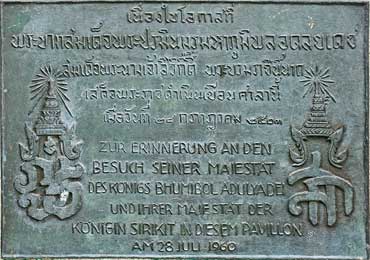 เนื่องในโอกาสที่
พระบาทสมเด็จพระปรมินทรมหาภูมิพลอดุลยเดช
สมเด็จพระนางเจ้าสิริกิติ์ พระบรมราชินีนาถ
เสด็จพระราชดำเนินเยือนศาลานี้
เมื่อวันที่ ๒๘ กรกฎาคม ๒๕๐๓
ZUR ERINNERUNG AN DEN
BESUCH SEINER MAJESTÄT
DES KÖNIGS BHUMIBOL ADULYADEJ
UND IHRER MAJESTÄT DER
KÖNIGIN SIRIKIT IN DIESEM PAVILLON
AM 28 JULI 1960